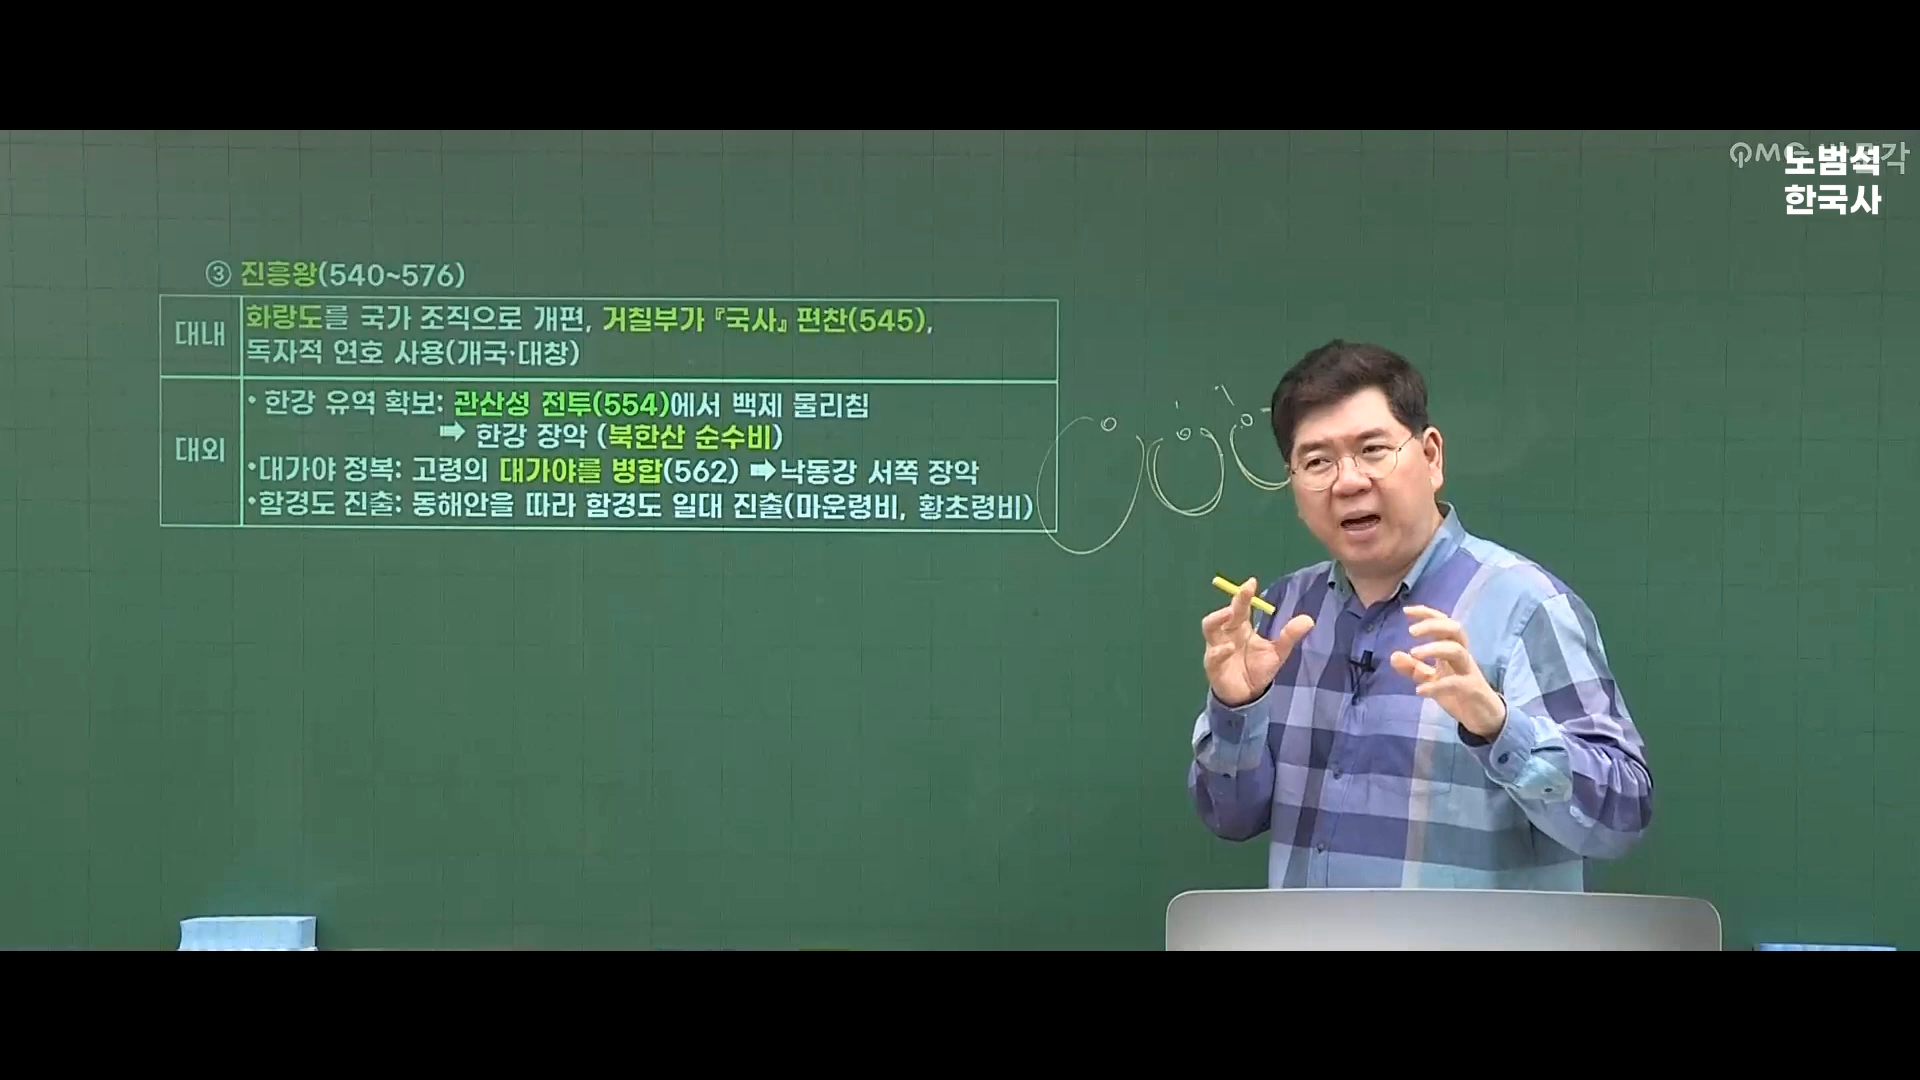 노범석
한국사
③ 진흥왕(540~576)
대내
화랑도를 국가 조직으로 개편, 거칠부가 『국사』 편찬(545),
독자적 연호 사용(개국·대창)
대외
• 한강 유역 확보: 관산성 전투(554)에서 백제 물리침
➡ 한강 장악 (북한산 순수비)
•대가야 정복: 고령의 대가야를 병합(562) ➡낙동강 서쪽 장악
•함경도 진출: 동해안을 따라 함경도 일대 진출(마운령비, 황초령비)